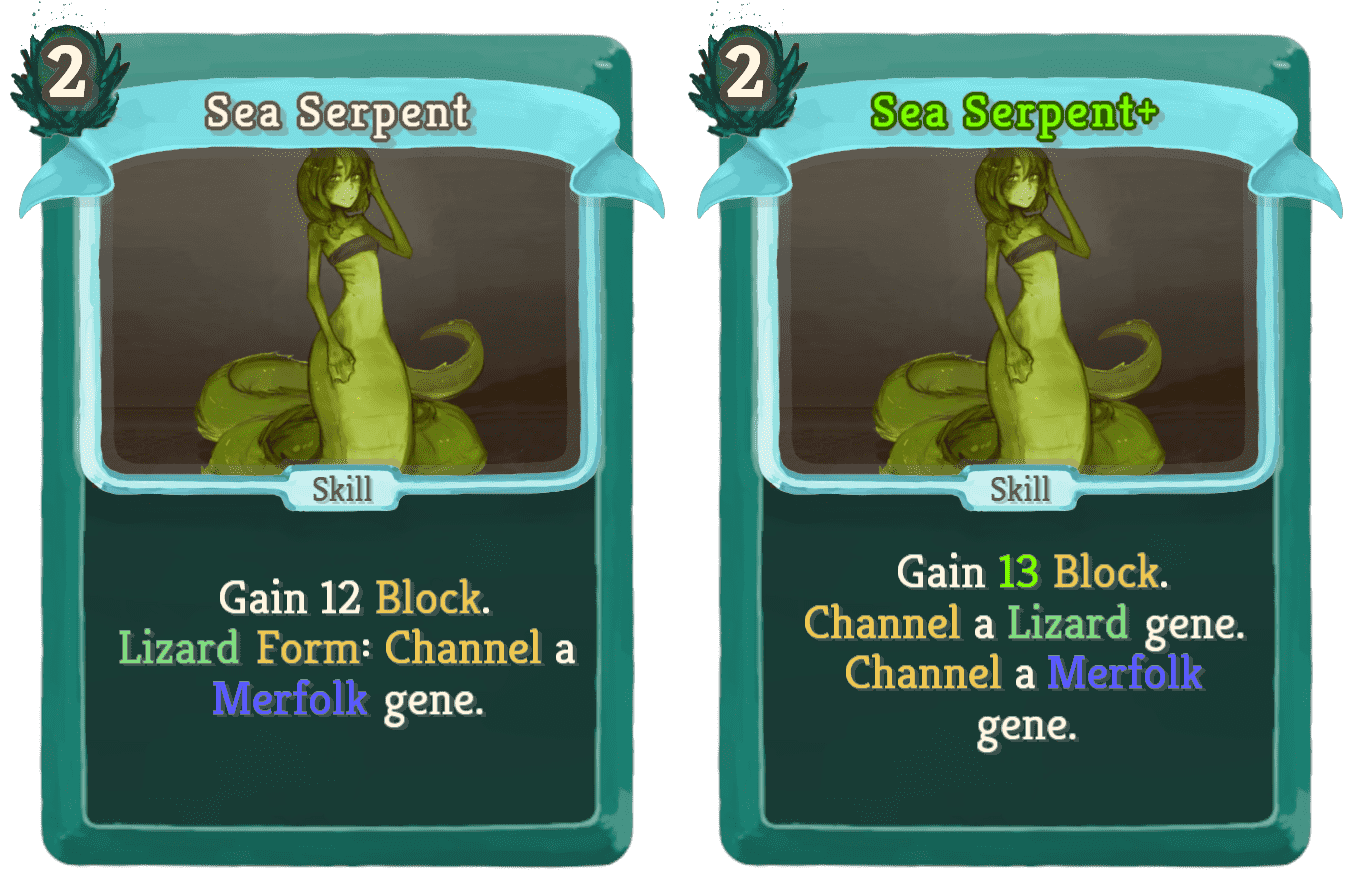 2
Sea Serpent
Skill
Gain 12 Block.
Lizard Form: Channel a
Merfolk gene.
2
Sea Serpent+
Skill
Gain 13 Block.
Channel a Lizard gene.
Channel a Merfolk
gene.